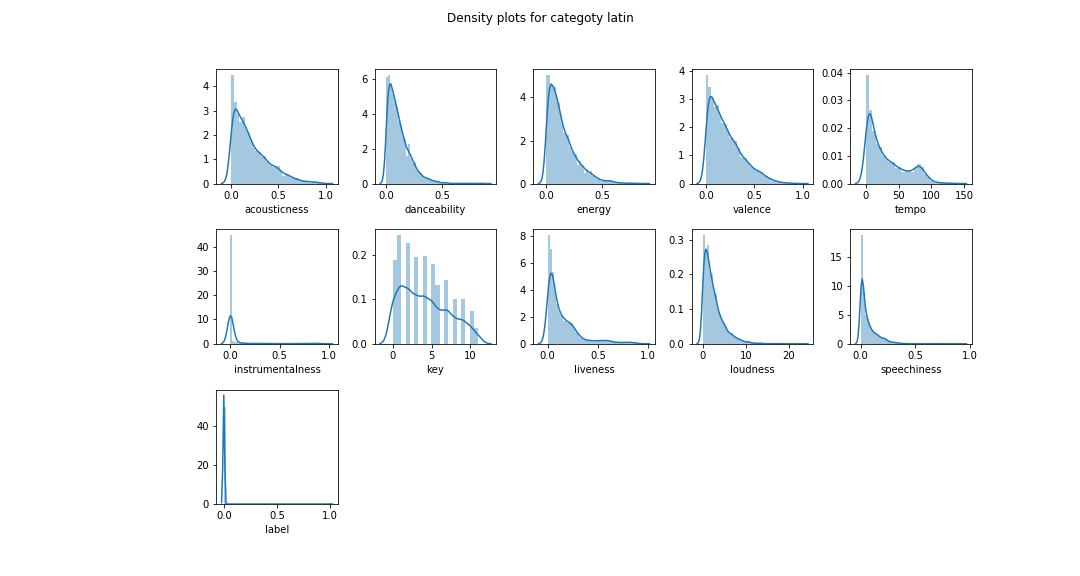 Density plots for categoty latin
4
3
2
1
0
0.0 0.5 1.0
acousticness
6
4
2
0
0.0 0.5
danceability
4
2
0
0.0 0.5
energy
4
3
2
1
0
0.0 0.5 1.0
valence
0.04
0.03
0.02
0.01
0.00
0 50 100 150
tempo
40
30
20
10
0
0.0 0.5 1.0
instrumentalness
0.2
0.1
0.0
0 5 10
key
8
6
4
2
0
0.0 0.5 1.0
liveness
0.3
0.2
0.1
0.0
0 10 20
loudness
15
10
5
0
0.0 0.5 1.0
speechiness
40
20
0
0.0 0.5 1.0
label